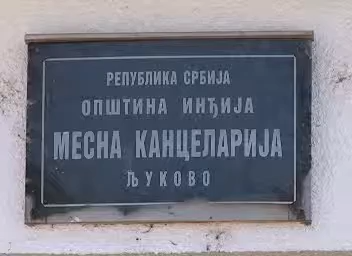 РЕПУБЛИКА СРБИЈА
ОПШТИНА ИНЂИЈА
МЕСНА КАНЦЕЛАРИЈА
ЉУКОВО